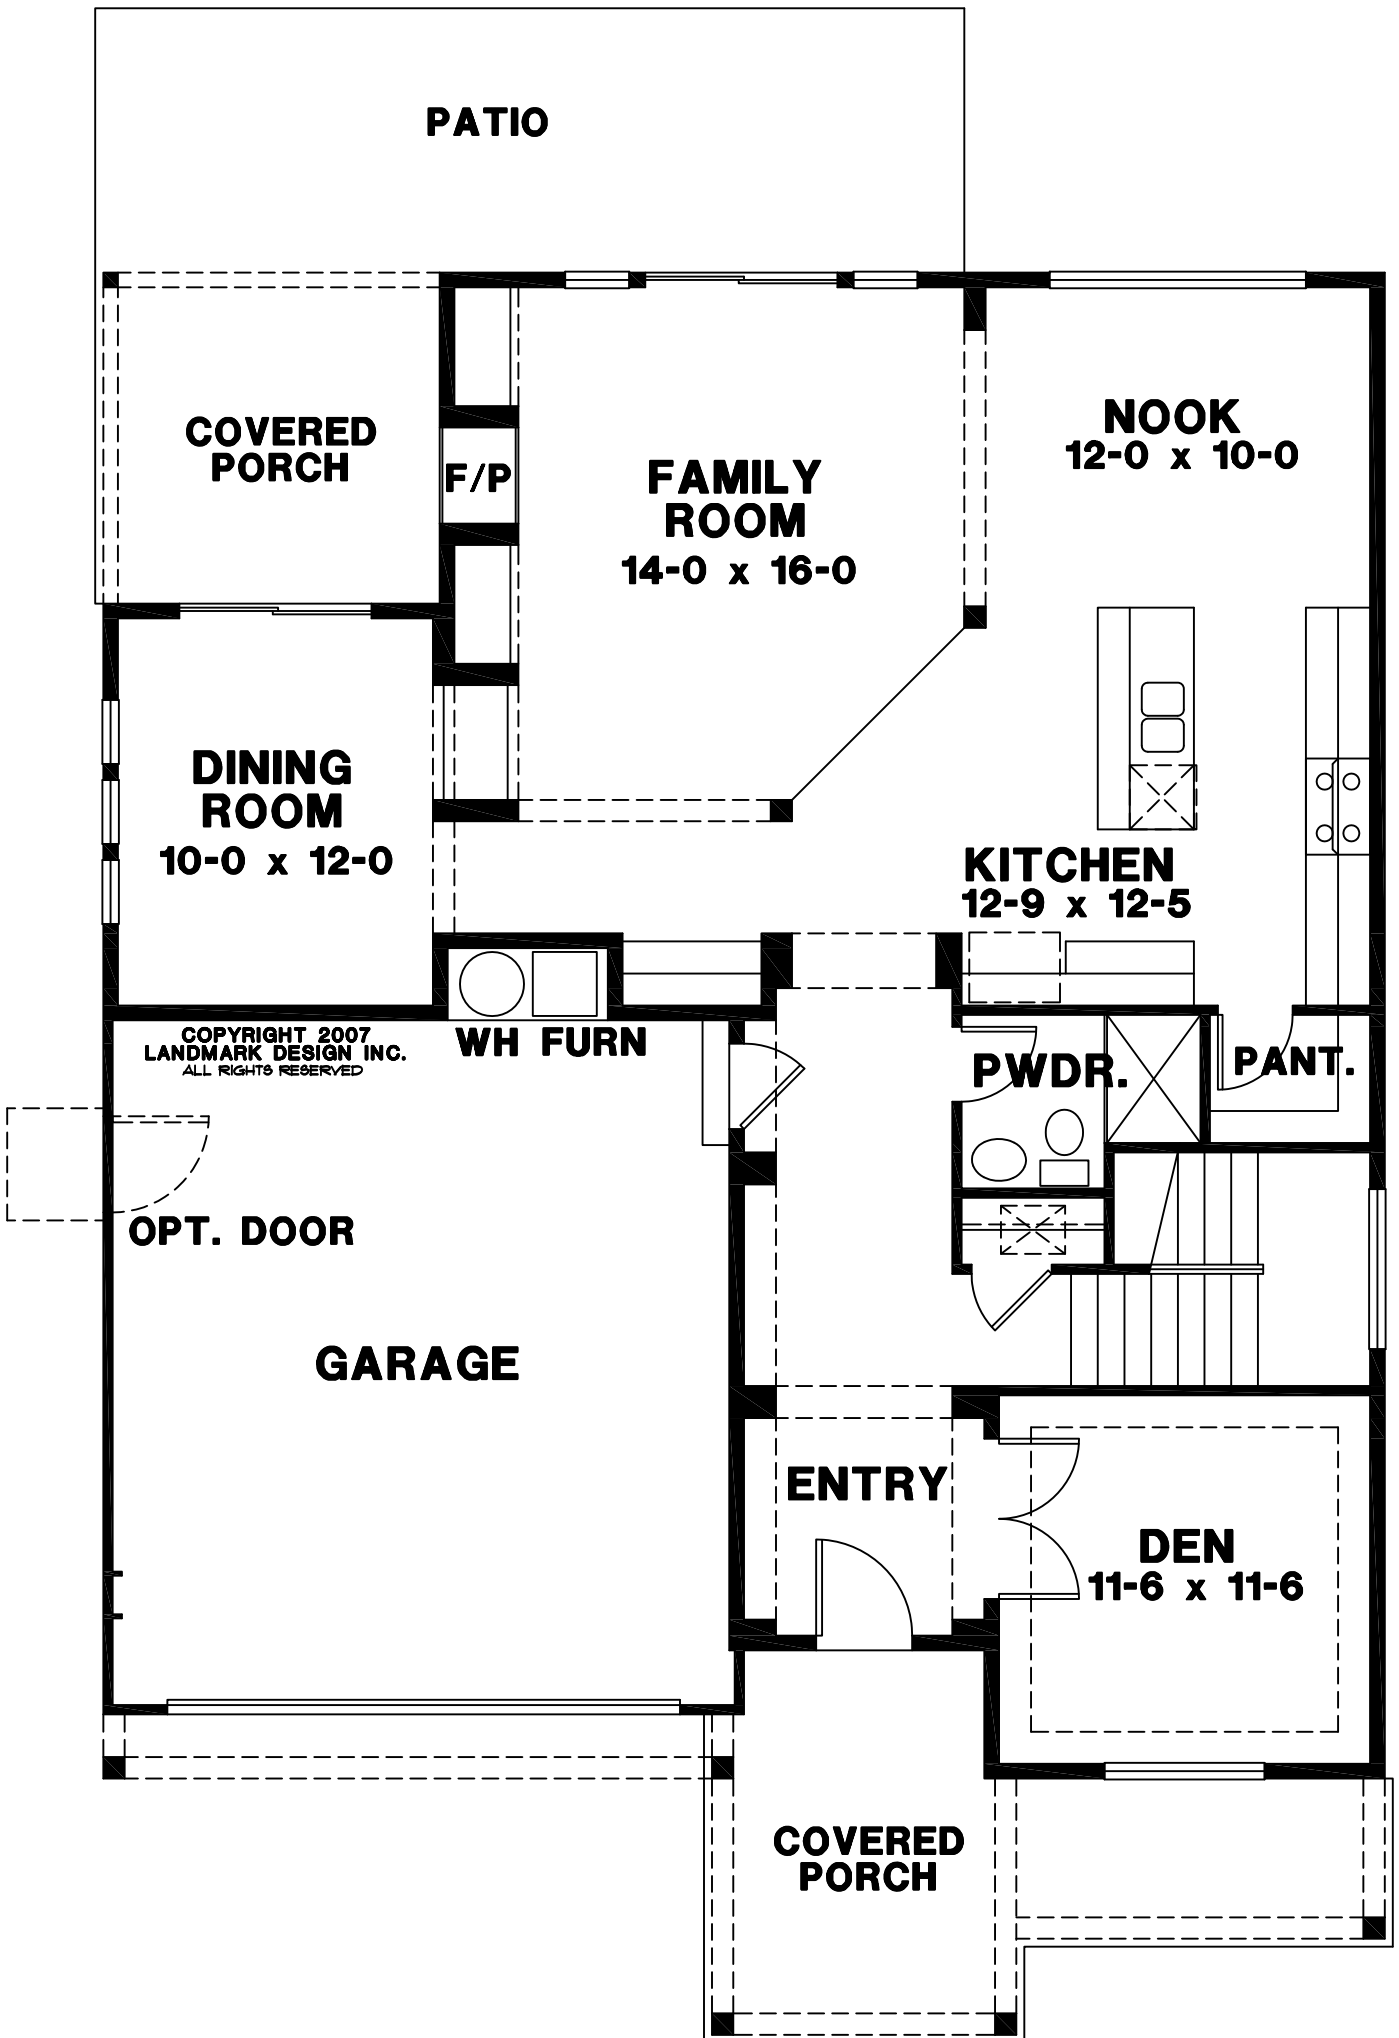 PATIO
COVERED
PORCH
F/P
FAMILY
ROOM
14-0 x 16-0
NOOK
12-0 x 10-0
DINING
ROOM
10-0 x 12-0
KITCHEN
12-9 x 12-5
COPYRIGHT 2007
LANDMARK DESIGN INC.
ALL RIGHTS RESERVED
WH FURN
PWDR.
PANT.
OPT. DOOR
GARAGE
ENTRY
DEN
11-6 x 11-6
COVERED
PORCH